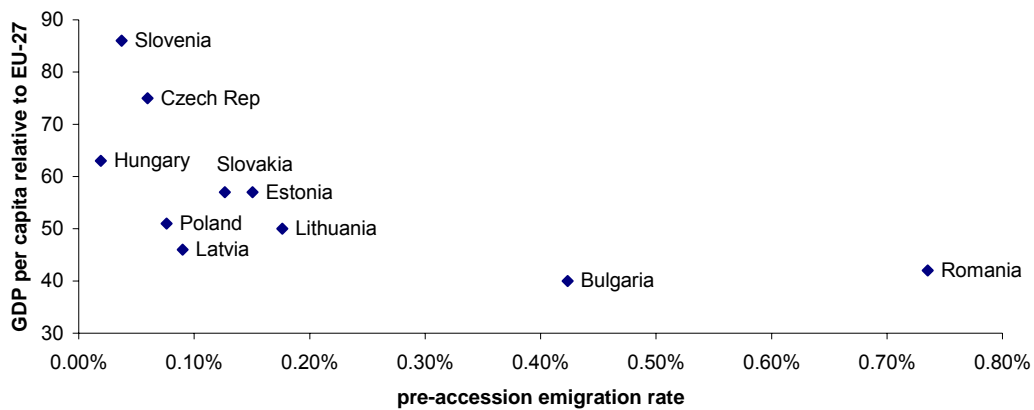 GDP per capita relative to EU-27
90
80
70
60
50
40
30
Slovenia
Czech Rep
Hungary
Slovakia
Estonia
Poland
Lithuania
Latvia
Bulgaria
Romania
0.00% 0.10% 0.20% 0.30% 0.40% 0.50% 0.60% 0.70% 0.80%
pre-accession emigration rate